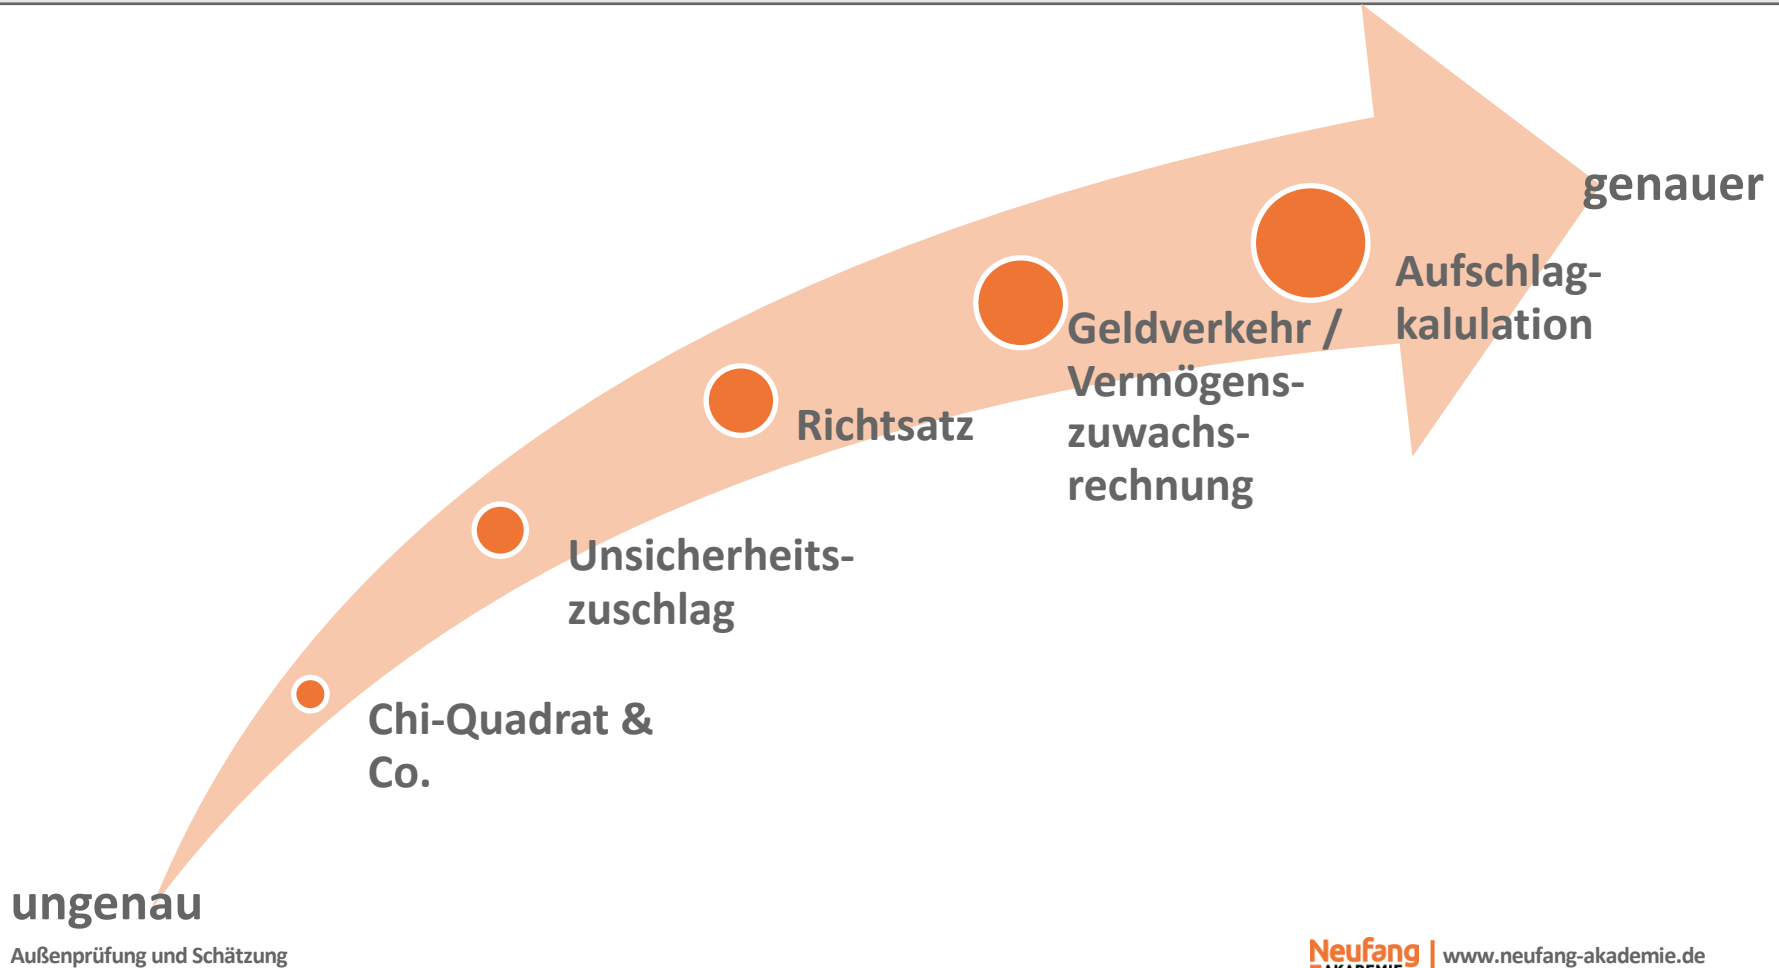 genauer
Aufschlag-
kalulation
Geldverkehr /
Vermögens-
zuwachs-
rechnung
Richtsatz
Unsicherheits-
zuschlag
Chi-Quadrat &
Co.
ungenau
Außenprüfung und Schätzung
Neufang
AKADEMIE
| www.neufang-akademie.de